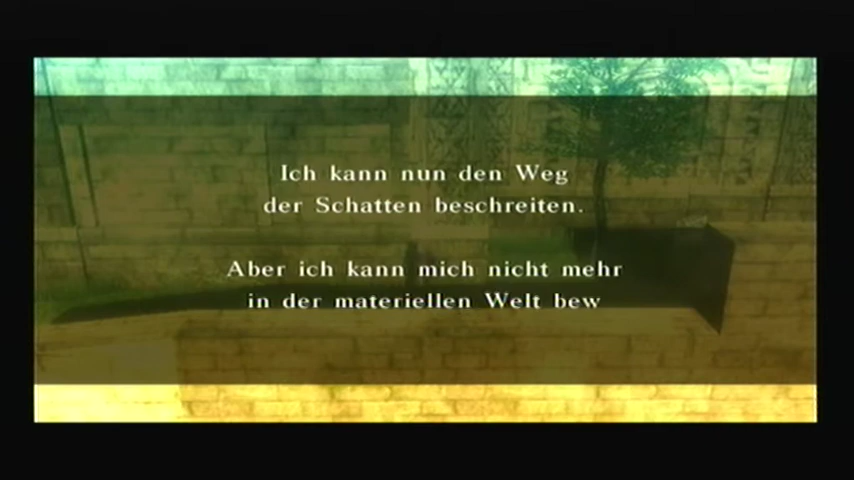 Ich kann nun den Weg
der Schatten beschreiten.
Aber ich kann mich nicht mehr
in der materiellen Welt bew